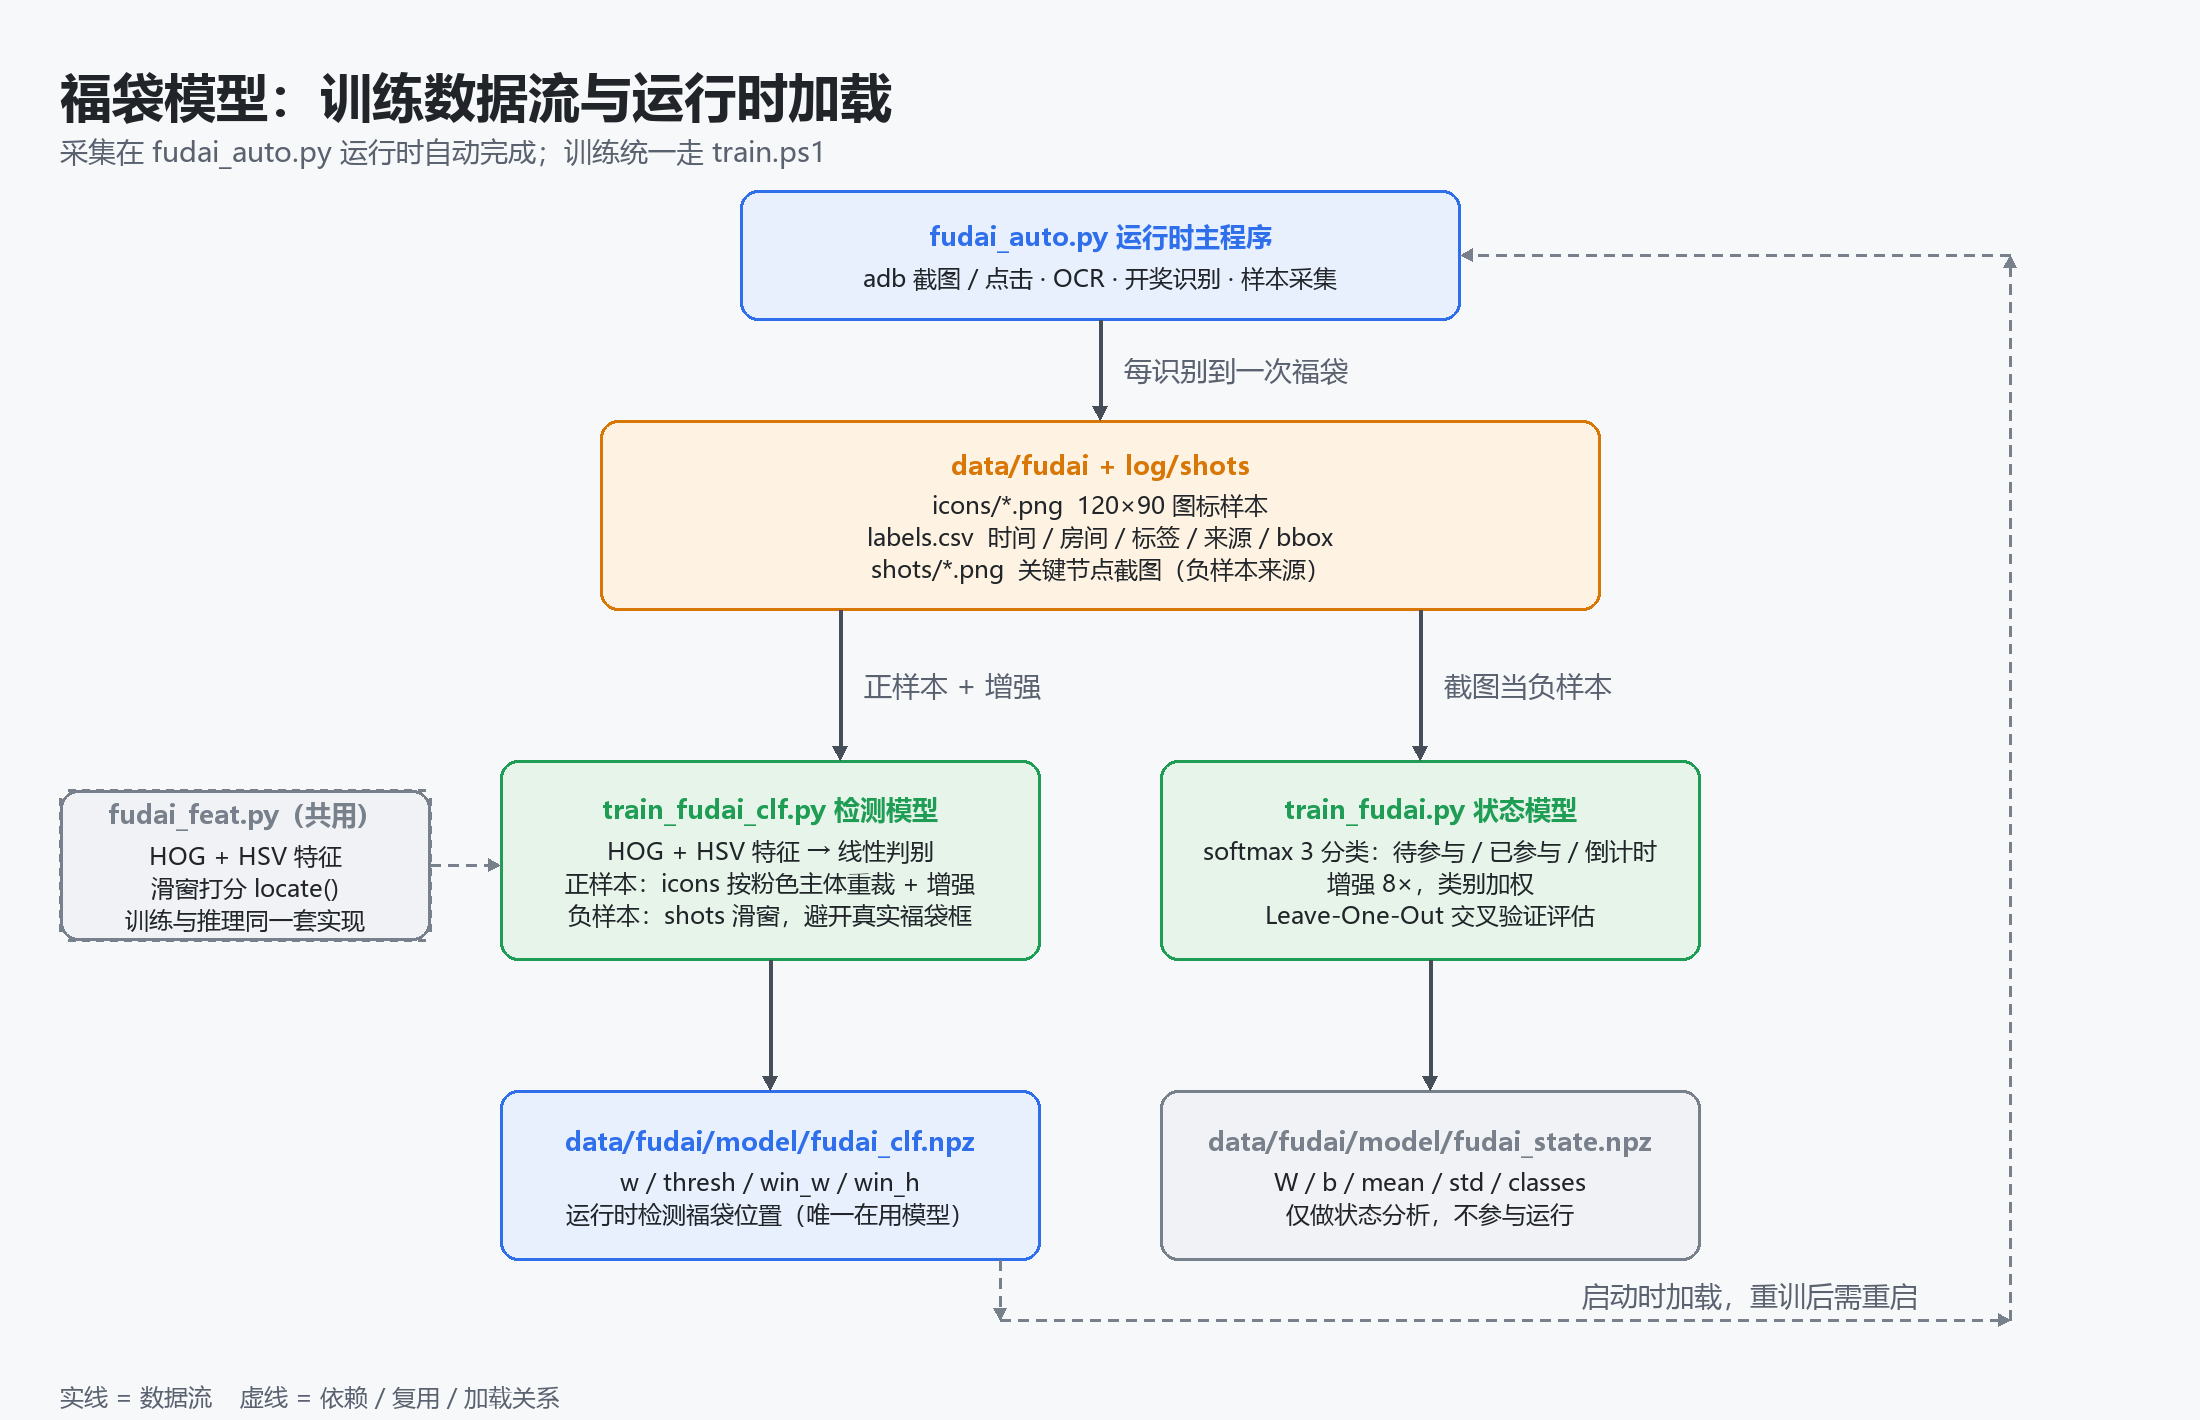 福袋模型：训练数据流与运行时加载
采集在 fudai_auto.py 运行时自动完成；训练统一走 train.ps1
fudai_auto.py 运行时主程序
adb 截图 / 点击 · OCR · 开奖识别 · 样本采集
每识别到一次福袋
data/fudai + log/shots
icons/*.png  120×90 图标样本
labels.csv  时间 / 房间 / 标签 / 来源 / bbox
shots/*.png  关键节点截图（负样本来源）
正样本 + 增强
截图当负样本
fudai_feat.py（共用）
HOG + HSV 特征
滑窗打分 locate()
训练与推理同一套实现
train_fudai_clf.py 检测模型
HOG + HSV 特征 → 线性判别
正样本：icons 按粉色主体重裁 + 增强
负样本：shots 滑窗，避开真实福袋框
train_fudai.py 状态模型
softmax 3 分类：待参与 / 已参与 / 倒计时
增强 8×，类别加权
Leave-One-Out 交叉验证评估
data/fudai/model/fudai_clf.npz
w / thresh / win_w / win_h
运行时检测福袋位置（唯一在用模型）
data/fudai/model/fudai_state.npz
W / b / mean / std / classes
仅做状态分析，不参与运行
启动时加载，重训后需重启
实线 = 数据流    虚线 = 依赖 / 复用 / 加载关系